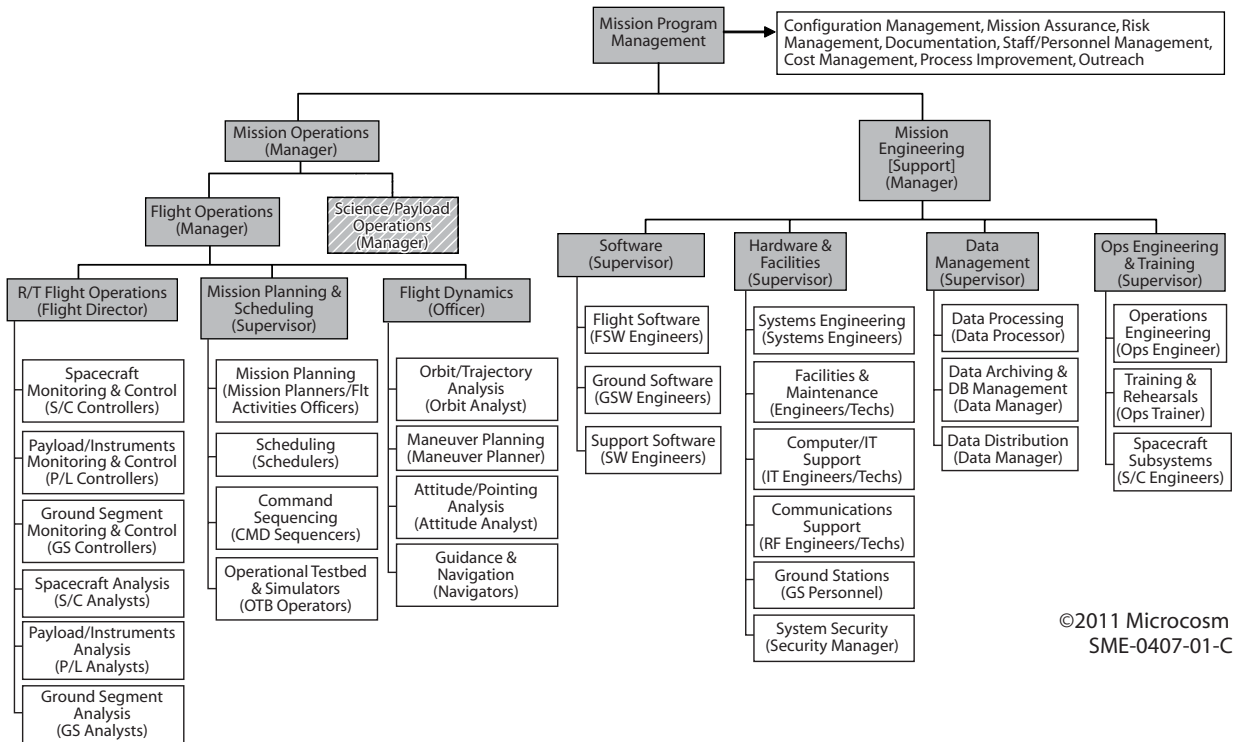 Mission Program
Management
Configuration Management, Mission Assurance, Risk
Management, Documentation, Staff/Personnel Management,
Cost Management, Process Improvement, Outreach
Mission Operations
(Manager)
Mission
Engineering
[Support]
(Manager)
Flight Operations
(Manager)
Science/Payload
Operations
(Manager)
R/T Flight Operations
(Flight Director)
Mission Planning &
Scheduling
(Supervisor)
Flight Dynamics
(Officer)
Software
(Supervisor)
Hardware &
Facilities
(Supervisor)
Data
Management
(Supervisor)
Ops Engineering
& Training
(Supervisor)
Spacecraft
Monitoring & Control
(S/C Controllers)
Payload/Instruments
Monitoring & Control
(P/L Controllers)
Ground Segment
Monitoring & Control
(GS Controllers)
Spacecraft Analysis
(S/C Analysts)
Payload/Instruments
Analysis
(P/L Analysts)
Ground Segment
Analysis
(GS Analysts)
Mission Planning
(Mission Planners/Flt
Activities Officers)
Scheduling
(Schedulers)
Command
Sequencing
(CMD Sequencers)
Operational Testbed
& Simulators
(OTB Operators)
Orbit/Trajectory
Analysis
(Orbit Analyst)
Maneuver Planning
(Maneuver Planner)
Attitude/Pointing
Analysis
(Attitude Analyst)
Guidance &
Navigation
(Navigators)
Flight Software
(FSW Engineers)
Ground Software
(GSW Engineers)
Support Software
(SW Engineers)
Systems Engineering
(Systems Engineers)
Facilities &
Maintenance
(Engineers/Techs)
Computer/IT
Support
(IT Engineers/Techs)
Communications
Support
(RF Engineers/Techs)
Ground Stations
(GS Personnel)
System Security
(Security Manager)
Data Processing
(Data Processor)
Data Archiving &
DB Management
(Data Manager)
Data Distribution
(Data Manager)
Operations
Engineering
(Ops Engineer)
Training &
Rehearsals
(Ops Trainer)
Spacecraft
Subsystems
(S/C Engineers)
©2011 Microcosm
SME-0407-01-C